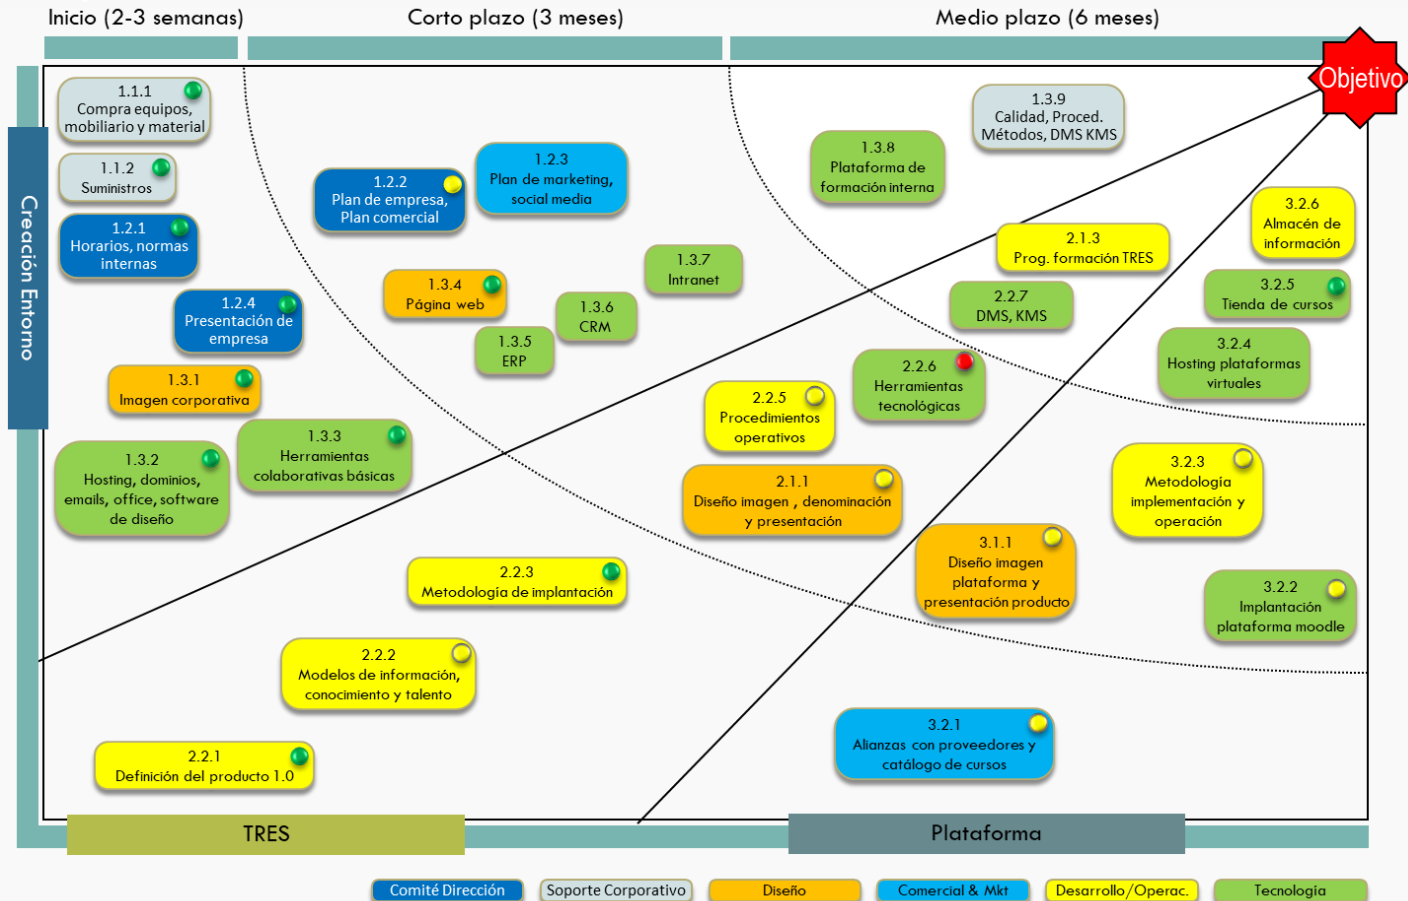 Inicio (2-3 semanas)
Corto plazo (3 meses)
Medio plazo (6 meses)
Objetivo
Creación Entorno
1.1.1
Compra equipos,
mobiliario y material
1.1.2
Suministros
1.2.1
Horarios, normas
internas
1.2.4
Presentación de
empresa
1.3.1
Imagen corporativa
1.3.2
Hosting, dominios,
emails, office, software
de diseño
1.3.3
Herramientas
colaborativas básicas
1.2.2
Plan de empresa,
Plan comercial
1.2.3
Plan de marketing,
social media
1.3.4
Página web
1.3.5
ERP
1.3.6
CRM
1.3.7
Intranet
1.3.8
Plataforma de
formación interna
1.3.9
Calidad, Proced.
Métodos, DMS KMS
2.1.3
Prog. formación TRES
2.2.7
DMS, KMS
2.2.6
Herramientas
tecnológicas
2.2.5
Procedimientos
operativos
2.1.1
Diseño imagen , denominación
y presentación
2.2.3
Metodología de implantación
2.2.2
Modelos de información,
conocimiento y talento
2.2.1
Definición del producto 1.0
3.2.6
Almacén de
información
3.2.5
Tienda de cursos
3.2.4
Hosting plataformas
virtuales
3.2.3
Metodología
implementación y
operación
3.1.1
Diseño imagen
plataforma y
presentación producto
3.2.2
Implantación
plataforma moodle
3.2.1
Alianzas con proveedores y
catálogo de cursos
TRES
Plataforma
Comité Dirección
Soporte Corporativo
Diseño
Comercial & Mkt
Desarrollo/Operac.
Tecnología